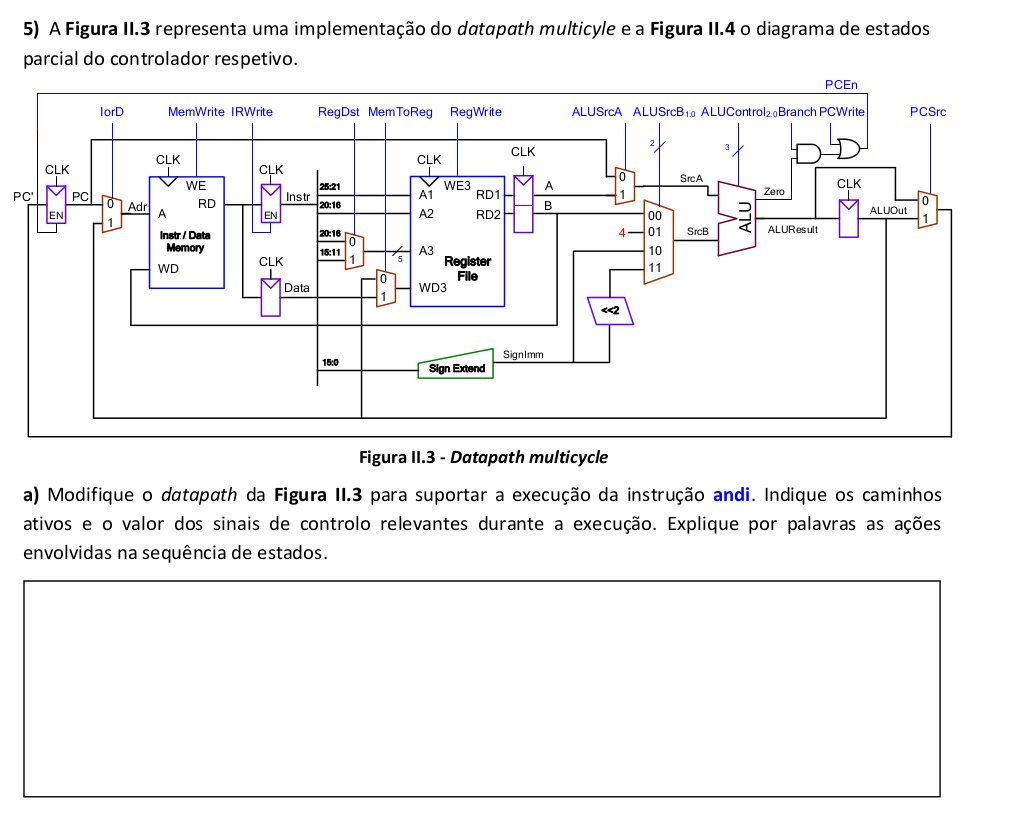 5) A Figura II.3 representa uma implementação do datapath multicyle e a Figura II.4 o diagrama de estados
parcial do controlador respetivo.
PCEn
IorD MemWrite IRWrite RegDst MemToReg RegWrite ALUSrcA ALUSrcB1:0 ALUControl2:0 Branch PCWrite PCSrc
CLK CLK CLK CLK CLK CLK
2 3
PC' EN PC 0 1 Adr
WE RD A
Instr / Data
Memory
WD
EN Instr
CLK
Data
25:21
20:16
20:16
15:11
0 1
5
0 1
15:0
WE3
A1 RD1
A2 RD2
A3
Register
File
WD3
A
B
0 1
SrcA
00
4 01
10
11
SrcB
<<2
SignImm
Sign Extend
ALU
Zero
ALUResult
ALUOut
0 1
Figura II.3 - Datapath multicycle
a) Modifique o datapath da Figura II.3 para suportar a execução da instrução andi. Indique os caminhos
ativos e o valor dos sinais de controlo relevantes durante a execução. Explique por palavras as ações
envolvidas na sequência de estados.